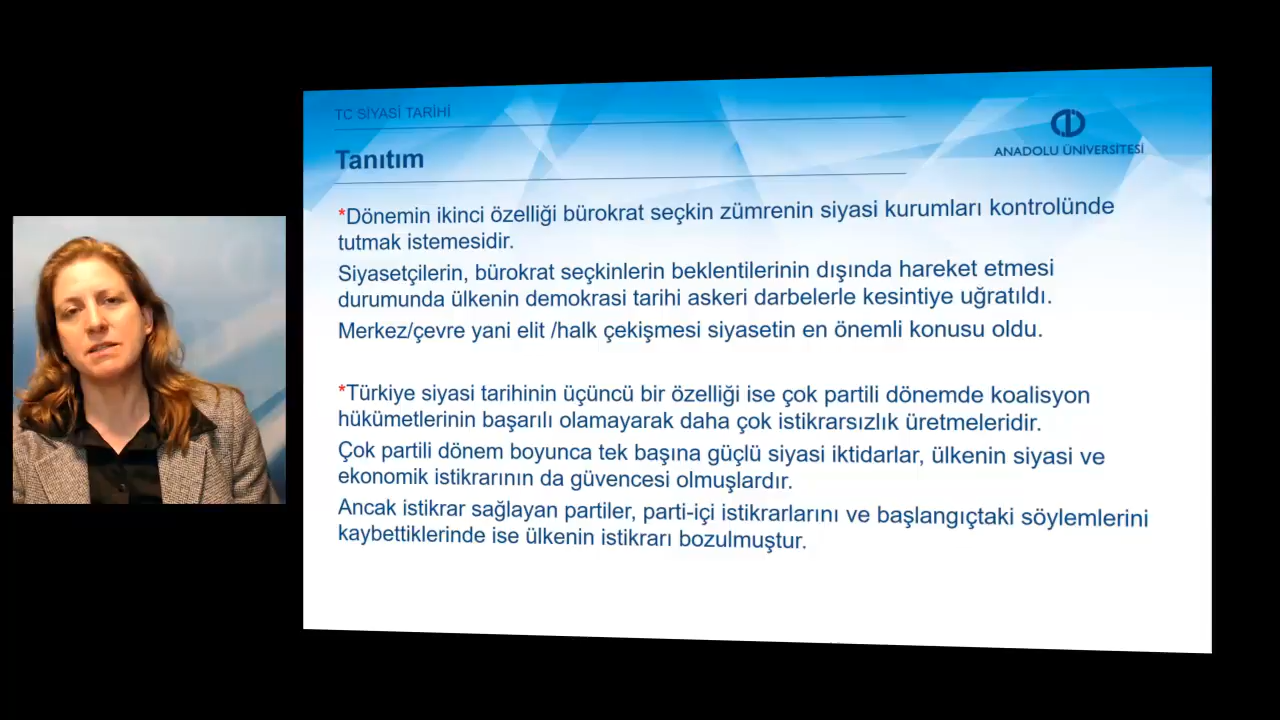 TC SİYASİ TARİHİ
Tanıtım
ANADOLU ÜNİVERSİTESİ
*Dönemin ikinci özelliği bürokrat seçkin zümrenin siyasi kurumları kontrolünde
tutmak istemesidir.
Siyasetçilerin, bürokrat seçkinlerin beklentilerinin dışında hareket etmesi
durumunda ülkenin demokrasi tarihi askeri darbelerle kesintiye uğratıldı.
Merkez/çevre yani elit /halk çekişmesi siyasetin en önemli konusu oldu.
*Türkiye siyasi tarihinin üçüncü bir özelliği ise çok partili dönemde koalisyon
hükümetlerinin başarılı olamayarak daha çok istikrarsızlık üretmeleridir.
Çok partili dönem boyunca tek başına güçlü siyasi iktidarlar, ülkenin siyasi ve
ekonomik istikrarının da güvencesi olmuşlardır.
Ancak istikrar sağlayan partiler, parti-içi istikrarlarını ve başlangıçtaki söylemlerini
kaybettiklerinde ise ülkenin istikrarı bozulmuştur.